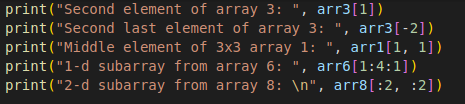 print("Second element of array 3: ", arr3[1])
print("Second last element of array 3: ", arr3[-2])
print("Middle element of 3x3 array 1: ", arr1[1, 1])
print("1-d subarray from array 6: ", arr6[1:4:1])
print("2-d subarray from array 8: \n", arr8[:2, :2])